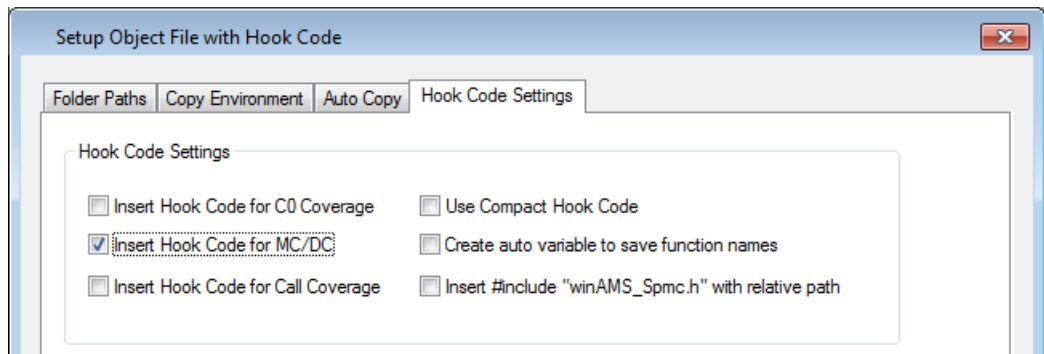 Setup Object File with Hook Code
Folder Paths Copy Environment Auto Copy Hook Code Settings
Hook Code Settings
Insert Hook Code for C0 Coverage Use Compact Hook Code
Insert Hook Code for MC/DC Create auto variable to save function names
Insert Hook Code for Call Coverage Insert #include "winAMS_Spmc.h" with relative path